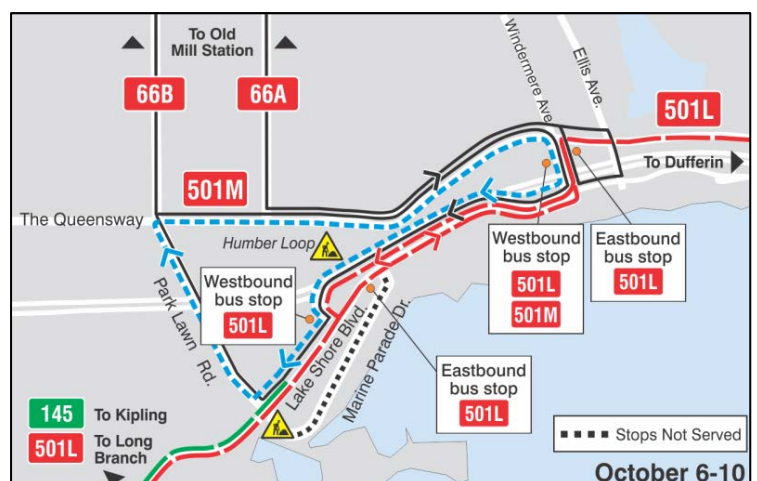 To Old
Mill Station
66B
66A
Windermere Ave.
Ellis Ave.
501L
To Dufferin
501M
The Queensway
Humber Loop
Westbound
bus stop
501L
501M
Eastbound
bus stop
501L
Westbound
bus stop
501L
Park Lawn Rd.
Lake Shore Blvd.
Marine Parade Dr.
Eastbound
bus stop
501L
145 To Kipling
501L To Long
Branch
Stops Not Served
October 6-10